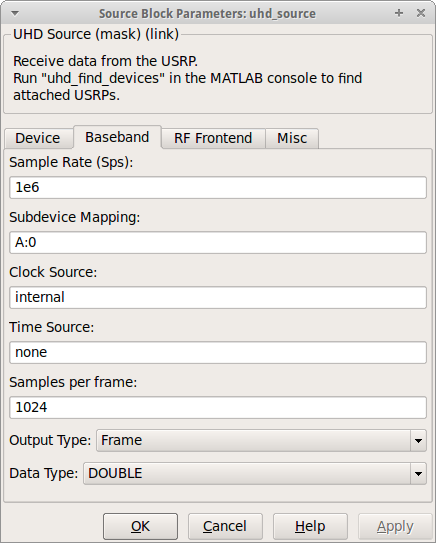 Source Block Parameters: uhd_source
UHD Source (mask) (link)
Receive data from the USRP.
Run "uhd_find_devices" in the MATLAB console to find
attached USRPs.
Device Baseband RF Frontend Misc
Sample Rate (Sps):
1e6
Subdevice Mapping:
A:0
Clock Source:
internal
Time Source:
none
Samples per frame:
1024
Output Type: Frame
Data Type: DOUBLE
OK Cancel Help Apply